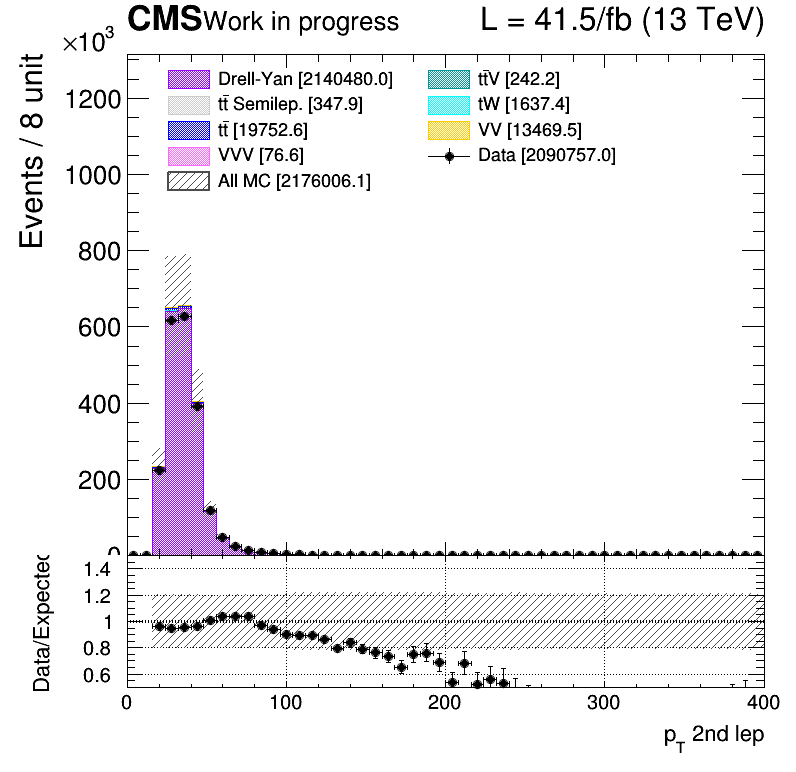 CMS Work in progress L = 41.5/fb (13 TeV)
×10³
Events / 8 unit
1200
1000
800
600
400
200
0
Drell-Yan [2140480.0]
tt̄ Semilep. [347.9]
tt̄ [19752.6]
VVV [76.6]
All MC [2176006.1]
tt̄V [242.2]
tW [1637.4]
VV [13469.5]
Data [2090757.0]
Data/Expected
1.4
1.2
1
0.8
0.6
0 100 200 300 400
p_T 2nd lep